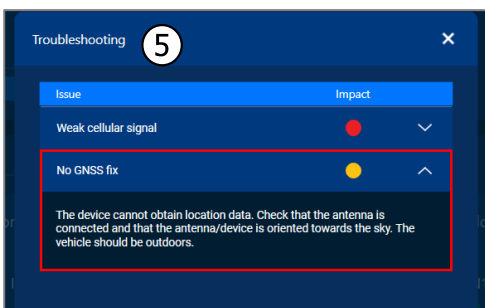 Troubleshooting
5
Issue Impact
Weak cellular signal
No GNSS fix
The device cannot obtain location data. Check that the antenna is
connected and that the antenna/device is oriented towards the sky. The
vehicle should be outdoors.